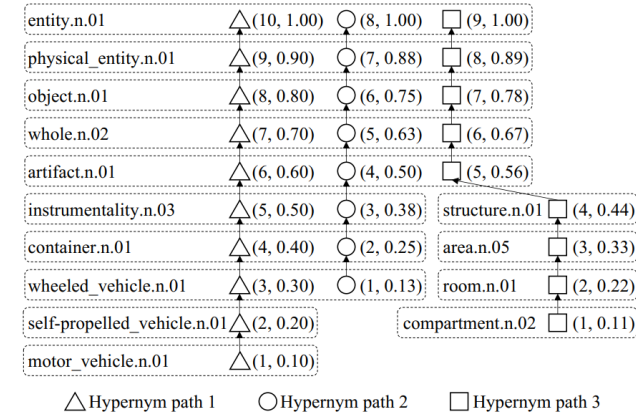 entity.n.01 (10, 1.00) (8, 1.00) (9, 1.00)
physical_entity.n.01 (9, 0.90) (7, 0.88) (8, 0.89)
object.n.01 (8, 0.80) (6, 0.75) (7, 0.78)
whole.n.02 (7, 0.70) (5, 0.63) (6, 0.67)
artifact.n.01 (6, 0.60) (4, 0.50) (5, 0.56)
instrumentality.n.03 (5, 0.50) (3, 0.38) structure.n.01 (4, 0.44)
container.n.01 (4, 0.40) (2, 0.25) area.n.05 (3, 0.33)
wheeled_vehicle.n.01 (3, 0.30) (1, 0.13) room.n.01 (2, 0.22)
self-propelled_vehicle.n.01 (2, 0.20) compartment.n.02 (1, 0.11)
motor_vehicle.n.01 (1, 0.10)
Hypernym path 1 Hypernym path 2 Hypernym path 3